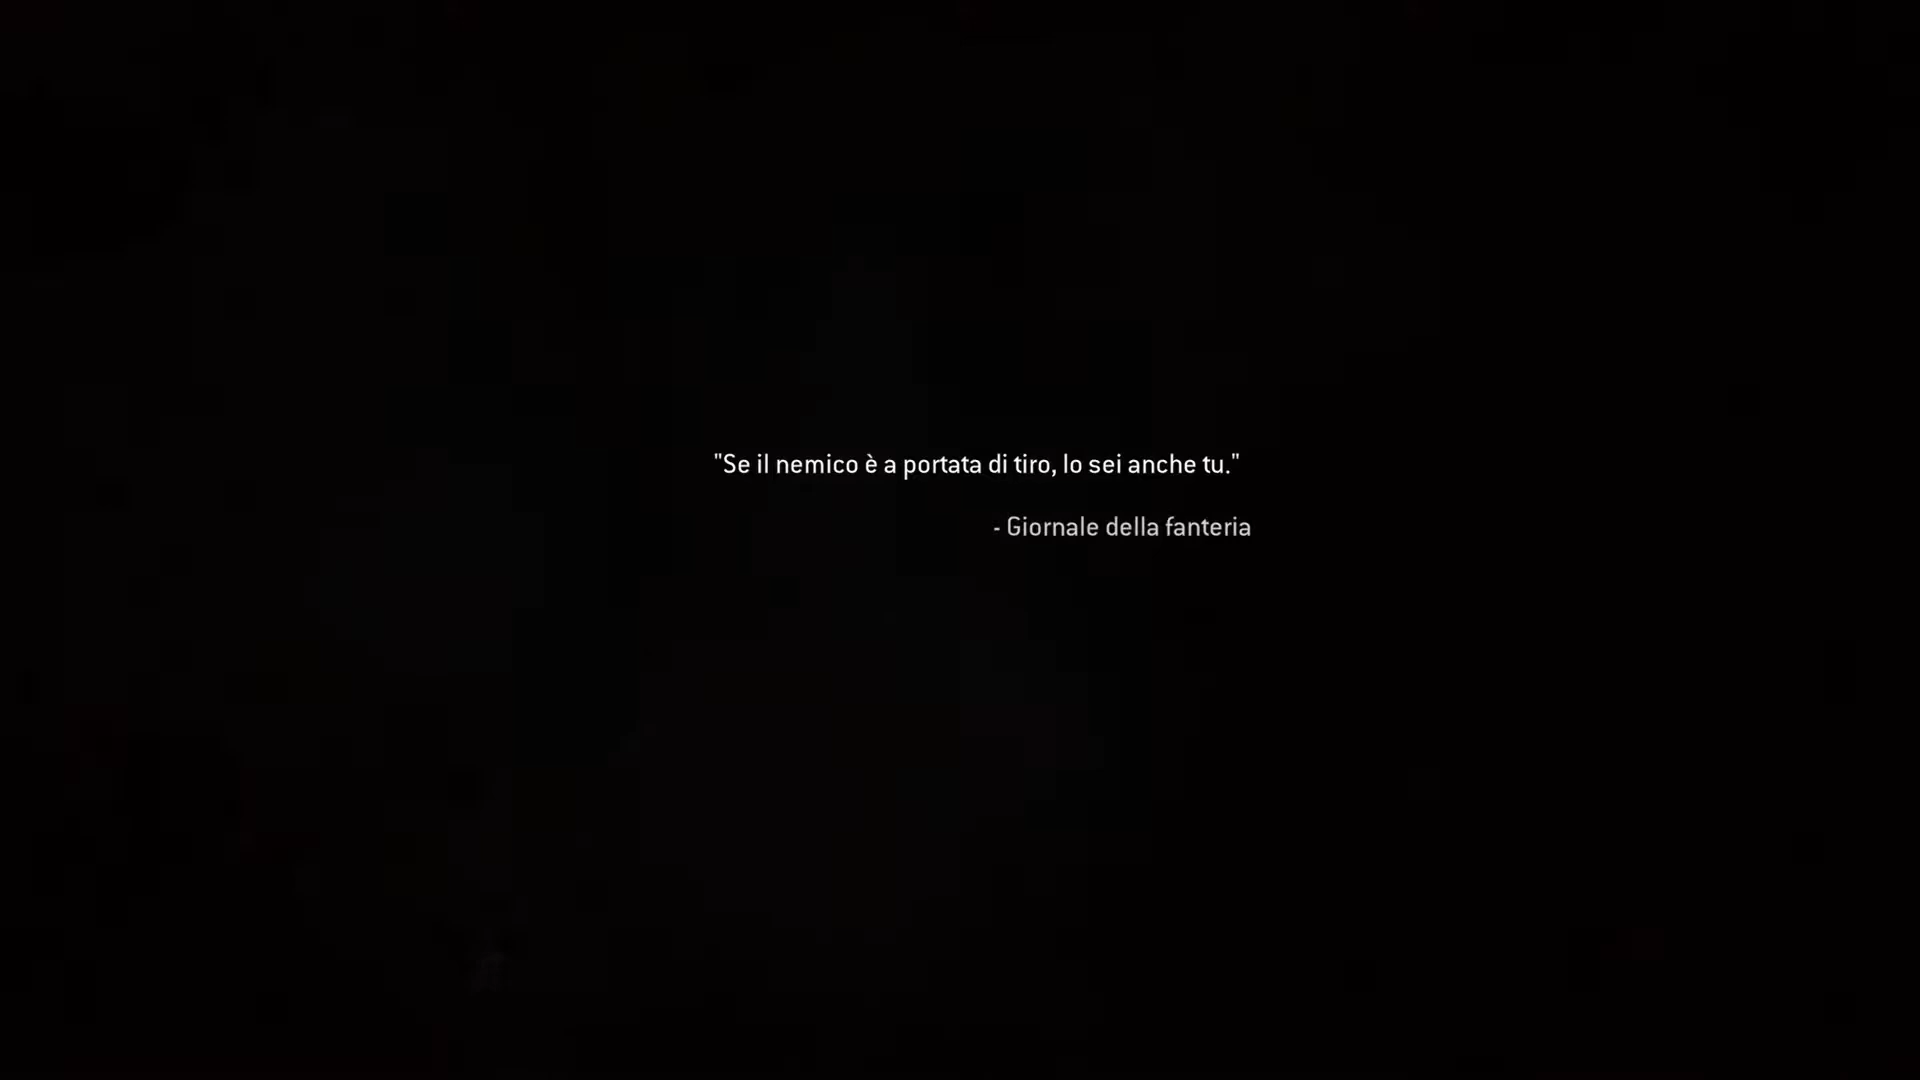 "Se il nemico è a portata di tiro, lo sei anche tu."
- Giornale della fanteria